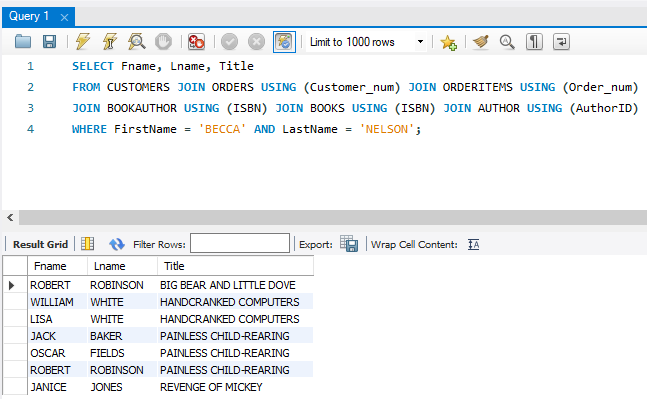 Query 1
Limit to 1000 rows
1 SELECT Fname, Lname, Title
2 FROM CUSTOMERS JOIN ORDERS USING (Customer_num) JOIN ORDERITEMS USING (Order_num)
3 JOIN BOOKAUTHOR USING (ISBN) JOIN BOOKS USING (ISBN) JOIN AUTHOR USING (AuthorID)
4 WHERE FirstName = 'BECCA' AND LastName = 'NELSON';
Result Grid Filter Rows: Export: Wrap Cell Content:
Fname Lname Title
ROBERT ROBINSON BIG BEAR AND LITTLE DOVE
WILLIAM WHITE HANDCRANKED COMPUTERS
LISA WHITE HANDCRANKED COMPUTERS
JACK BAKER PAINLESS CHILD-REARING
OSCAR FIELDS PAINLESS CHILD-REARING
ROBERT ROBINSON PAINLESS CHILD-REARING
JANICE JONES REVENGE OF MICKEY